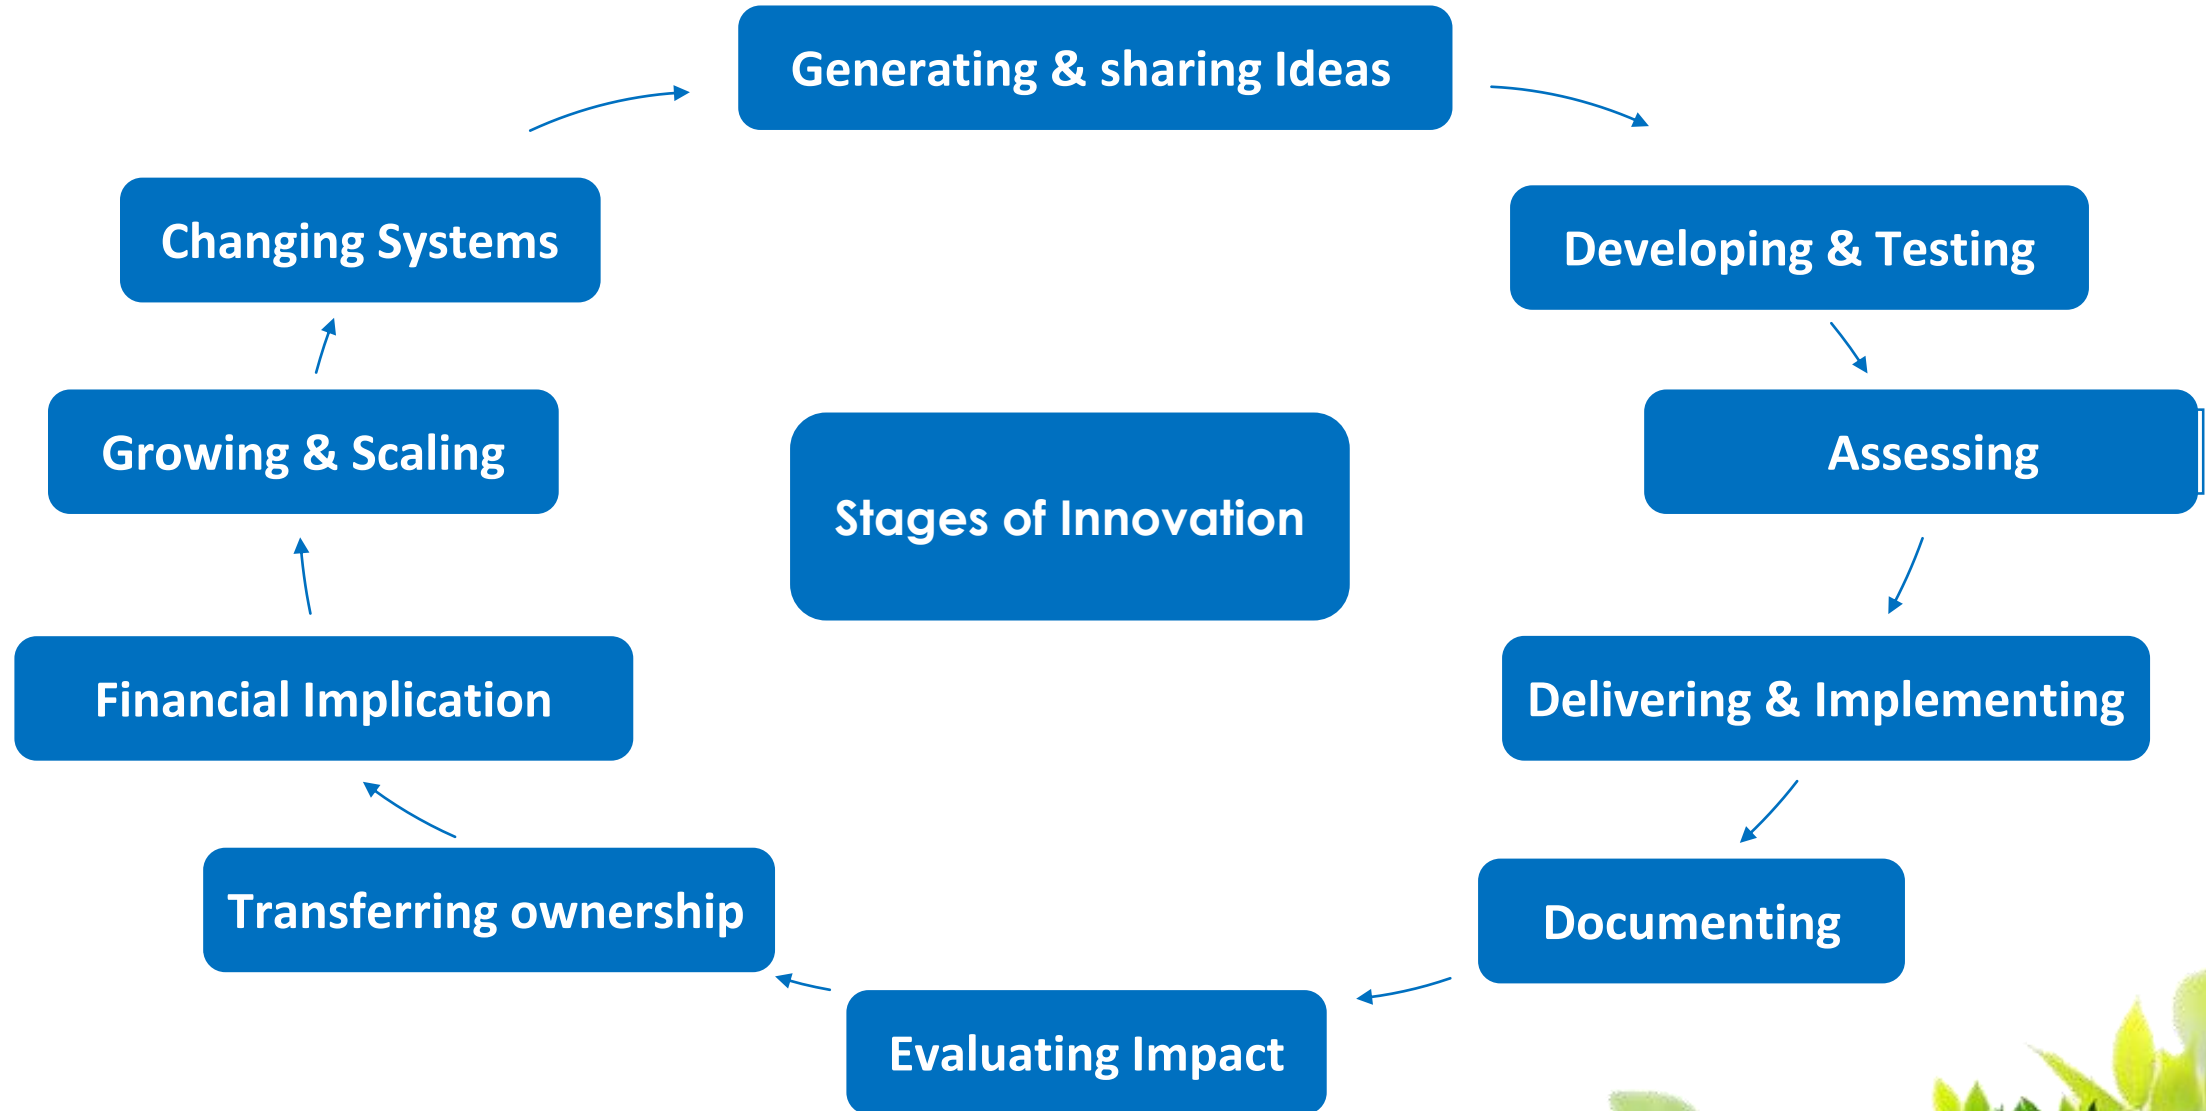 Generating & sharing Ideas
Developing & Testing
Assessing
Delivering & Implementing
Documenting
Evaluating Impact
Transferring ownership
Financial Implication
Growing & Scaling
Changing Systems
Stages of Innovation